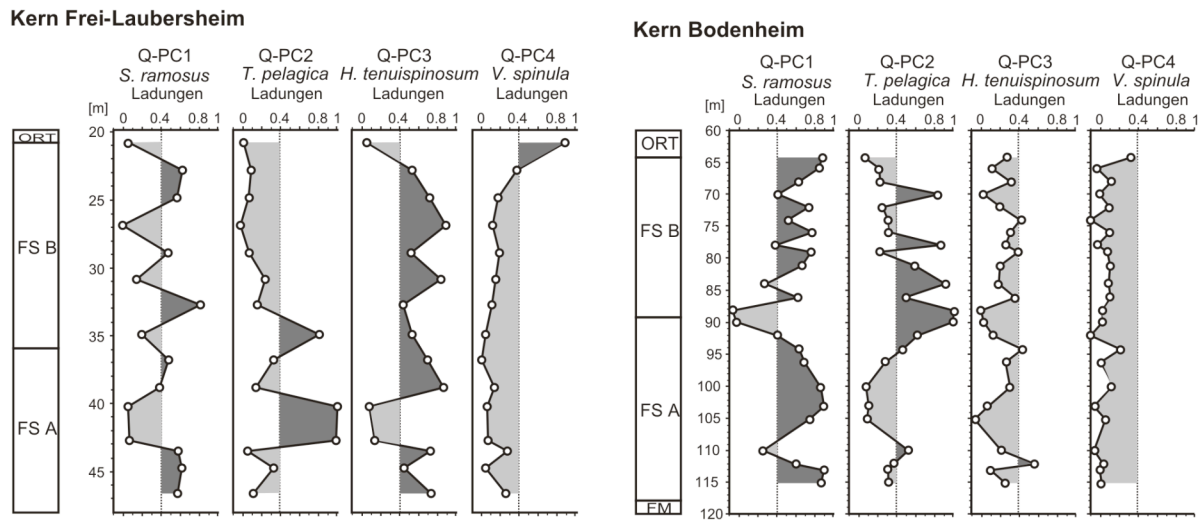 Kern Frei-Laubersheim
Q-PC1 Q-PC2 Q-PC3 Q-PC4
S. ramosus T. pelagica H. tenuispinosum V. spinula
Ladungen Ladungen Ladungen Ladungen
[m]
0 0.4 0.8 1 0 0.4 0.8 1 0 0.4 0.8 1 0 0.4 0.8 1
20
25
30
35
40
45
ORT
FS B
FS A
Kern Bodenheim
Q-PC1 Q-PC2 Q-PC3 Q-PC4
S. ramosus T. pelagica H. tenuispinosum V. spinula
Ladungen Ladungen Ladungen Ladungen
[m]
0 0.4 0.8 1 0 0.4 0.8 1 0 0.4 0.8 1 0 0.4 0.8 1
60
65
70
75
80
85
90
95
100
105
110
115
120
ORT
FS B
FS A
FM